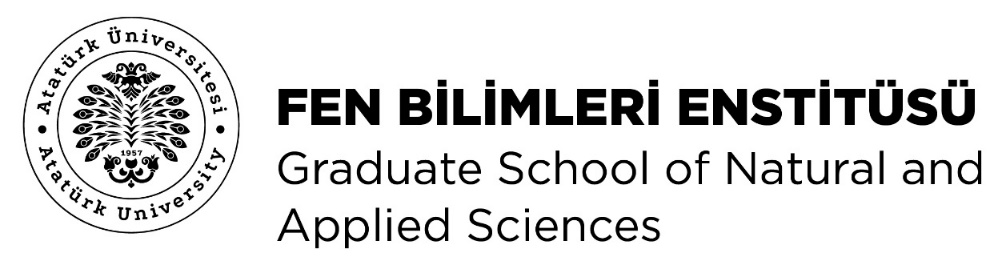 Atatürk Üniversitesi
1957
Atatürk University
FEN BİLİMLERİ ENSTİTÜSÜ
Graduate School of Natural and
Applied Sciences